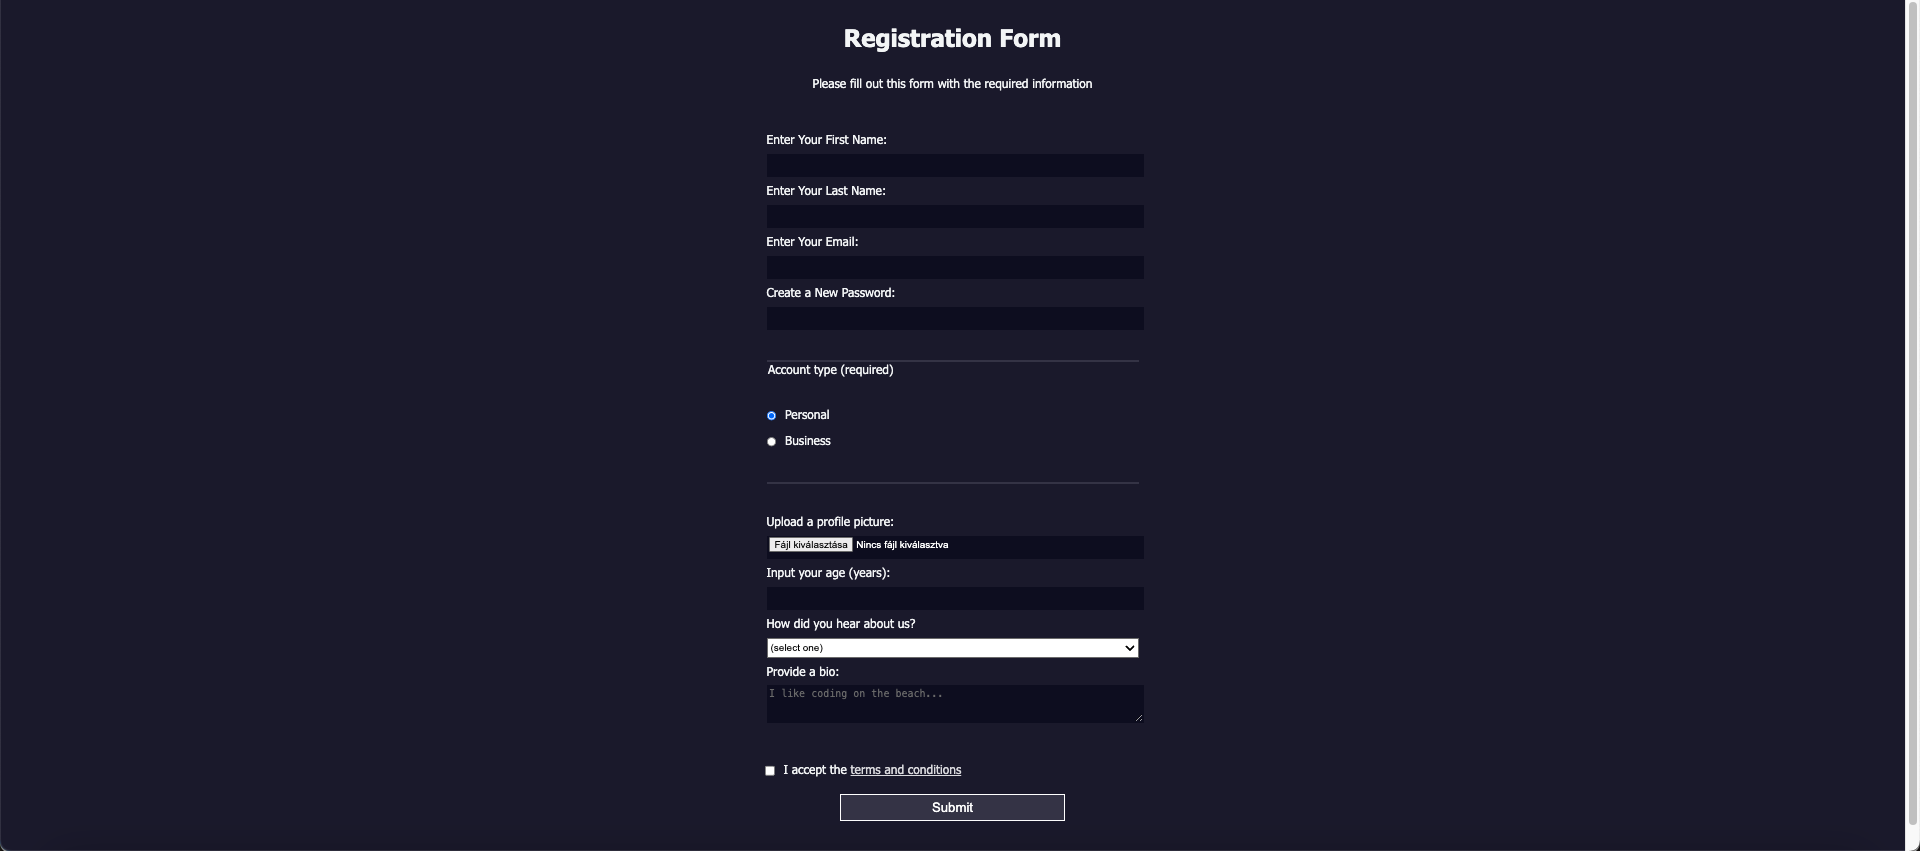 Registration Form
Please fill out this form with the required information
Enter Your First Name:
Enter Your Last Name:
Enter Your Email:
Create a New Password:
Account type (required)
Personal
Business
Upload a profile picture:
Fájl kiválasztása Nincs fájl kiválasztva
Input your age (years):
How did you hear about us?
(select one)
Provide a bio:
I like coding on the beach...
I accept the terms and conditions
Submit